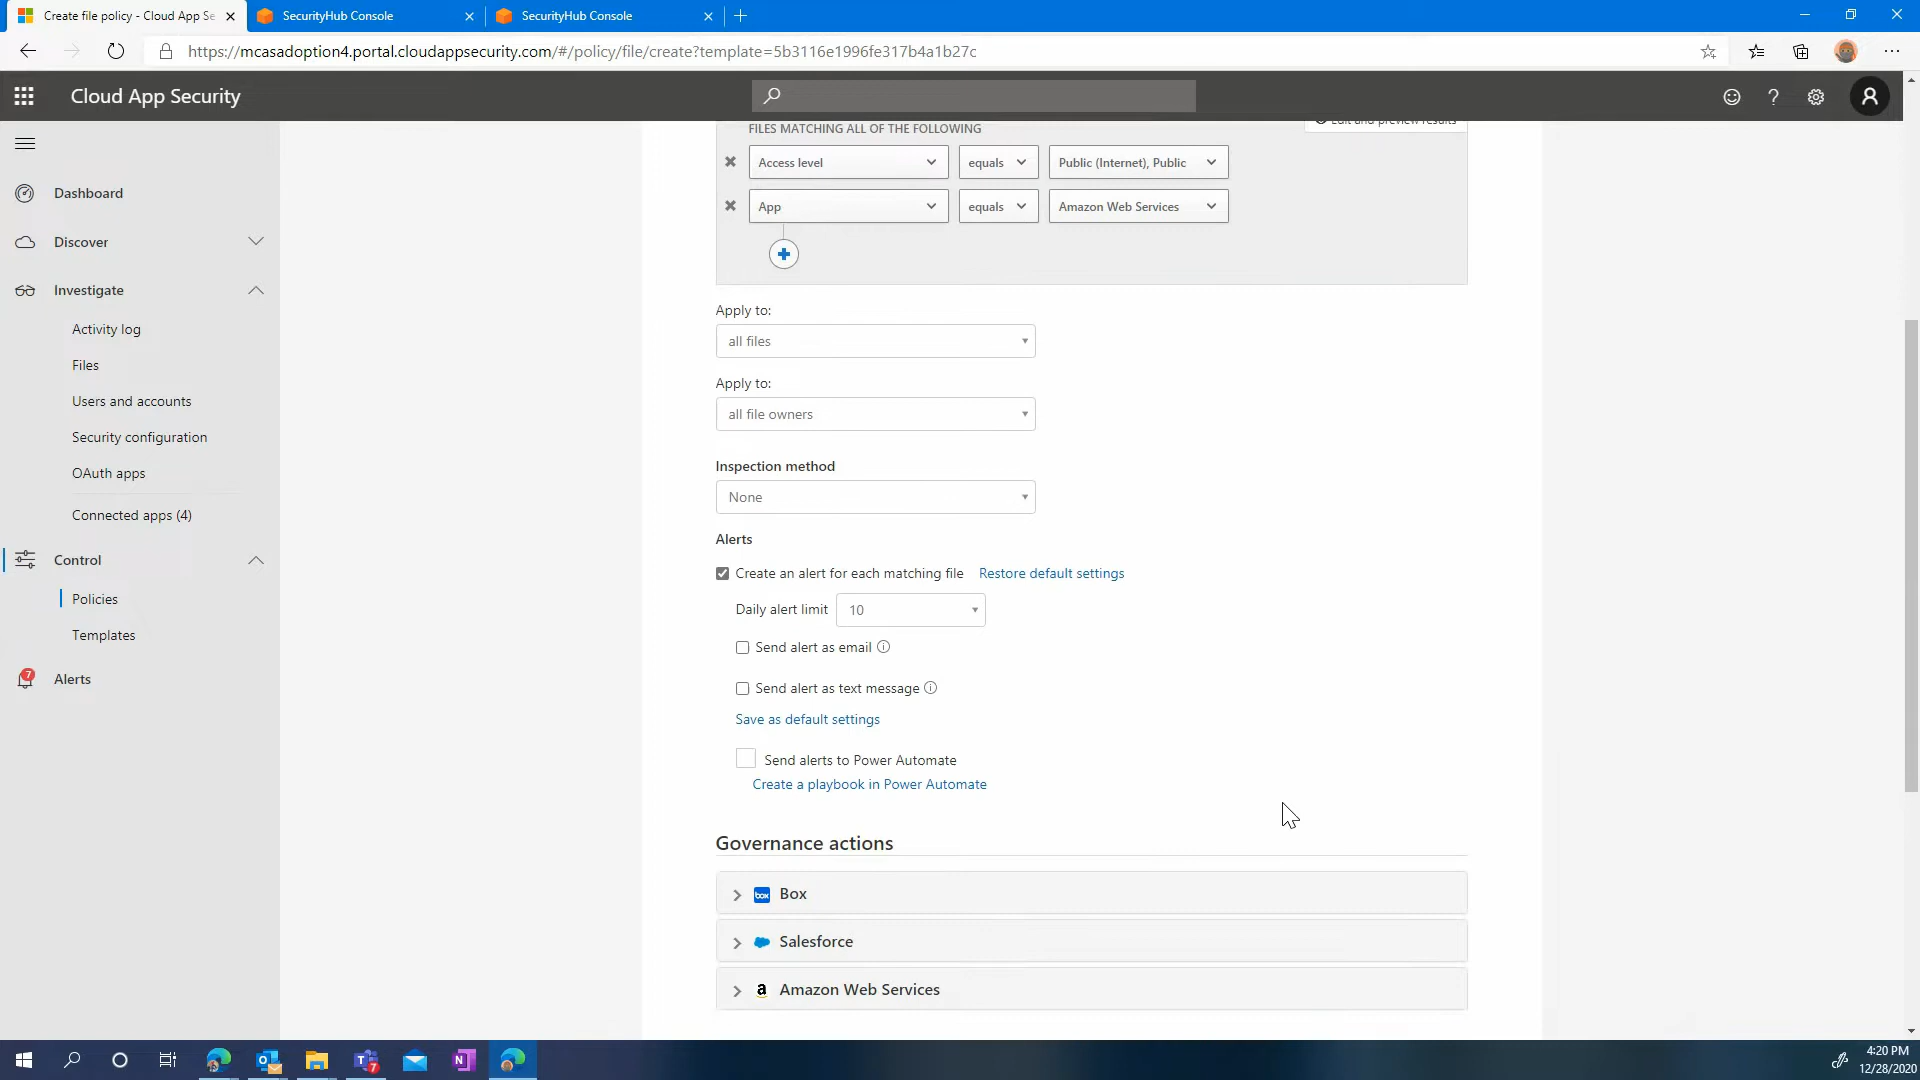 Create file policy - Cloud App Se
SecurityHub Console
SecurityHub Console
https://mcasadoption4.portal.cloudappsecurity.com/#/policy/file/create?template=5b3116e1996fe317b4a1b27c
Cloud App Security
FILES MATCHING ALL OF THE FOLLOWING
Edit and preview results
Access level
equals
Public (Internet), Public
App
equals
Amazon Web Services
Dashboard
Discover
Investigate
Activity log
Files
Users and accounts
Security configuration
OAuth apps
Connected apps (4)
Control
Policies
Templates
7
Alerts
Apply to:
all files
Apply to:
all file owners
Inspection method
None
Alerts
Create an alert for each matching file
Restore default settings
Daily alert limit
10
Send alert as email
Send alert as text message
Save as default settings
Send alerts to Power Automate
Create a playbook in Power Automate
Governance actions
box
Box
Salesforce
a
Amazon Web Services
7
4:20 PM
12/28/2020